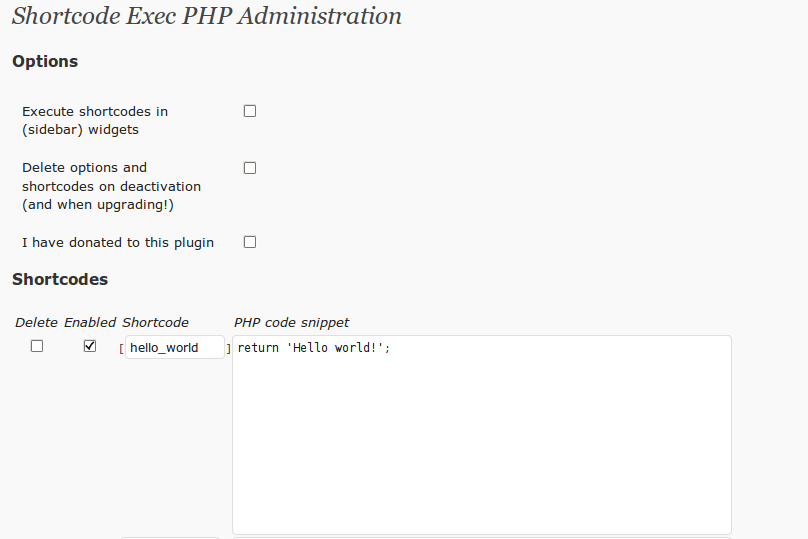 Shortcode Exec PHP Administration
Options
Execute shortcodes in
(sidebar) widgets
Delete options and
shortcodes on deactivation
(and when upgrading!)
I have donated to this plugin
Shortcodes
Delete Enabled Shortcode PHP code snippet
[ hello_world ] return 'Hello world!';